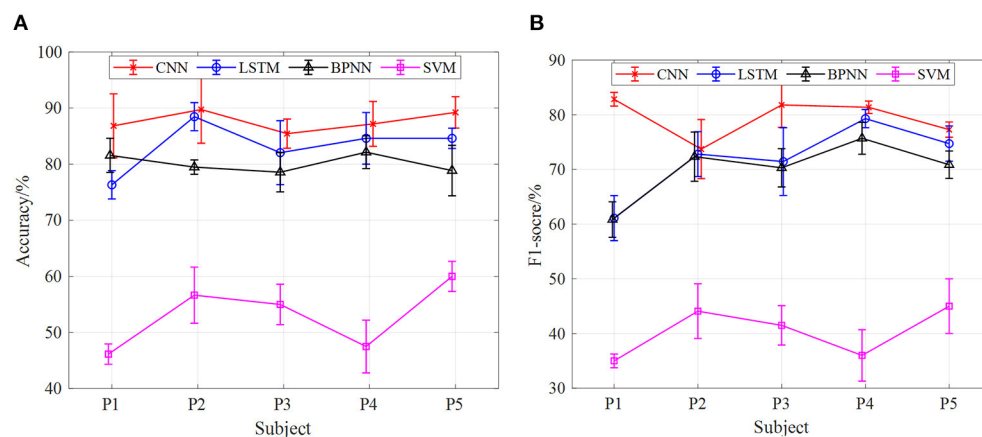 A
100
90
80
70
60
50
40
Accuracy/%
CNN LSTM BPNN SVM
P1 P2 P3 P4 P5
Subject
B
90
80
70
60
50
40
30
F1-socre/%
CNN LSTM BPNN SVM
P1 P2 P3 P4 P5
Subject